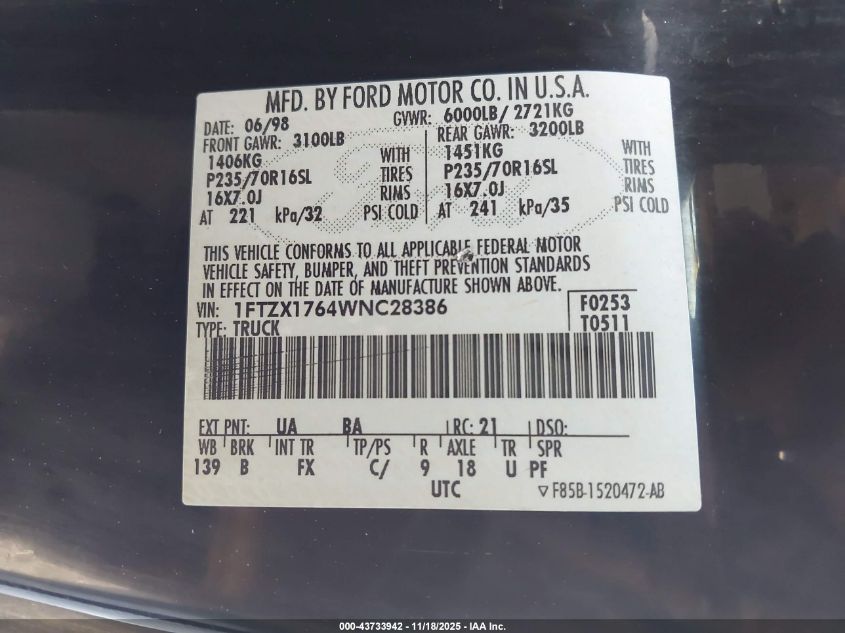 MFD. BY FORD MOTOR CO. IN U.S.A.
DATE: 06/98 GVWR: 6000LB/ 2721KG
FRONT GAWR: 3100LB REAR GAWR: 3200LB
1406KG WITH 1451KG WITH
P235/70R16SL TIRES P235/70R16SL TIRES
16X7.0J RIMS 16X7.0J RIMS
AT 221 kPa/32 PSI COLD AT 241 kPa/35 PSI COLD
THIS VEHICLE CONFORMS TO ALL APPLICABLE FEDERAL MOTOR
VEHICLE SAFETY, BUMPER, AND THEFT PREVENTION STANDARDS
IN EFFECT ON THE DATE OF MANUFACTURE SHOWN ABOVE.
VIN: 1FTZX1764WNC28386 F0253
TYPE: TRUCK T0511
EXT PNT: UA BA RC: 21 DSO:
WB BRK INT TR TP/PS R AXLE TR SPR
139 B FX C/ 9 18 U PF
UTC ▽ F85B-1520472-AB
000-43733942 - 11/18/2025 - IAA Inc.